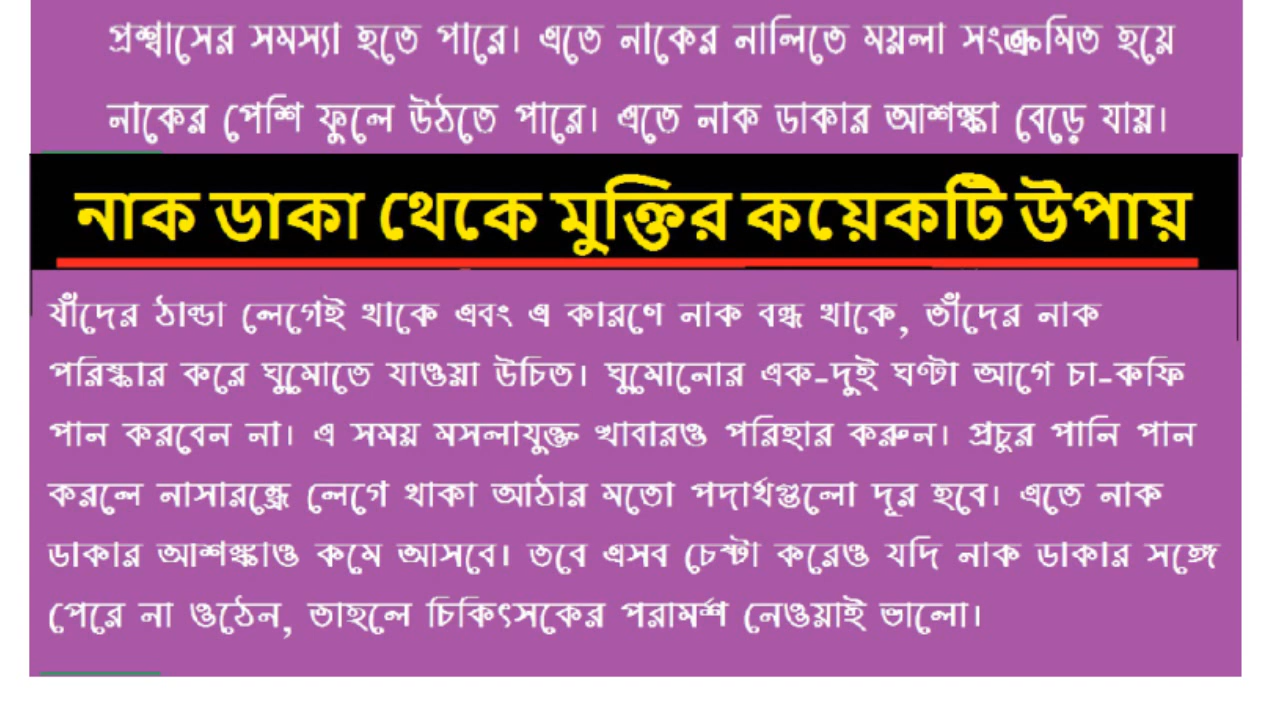 প্রশ্বাসের সমস্যা হতে পারে। এতে নাকের নালিতে ময়লা সংক্রমিত হয়ে
নাকের পেশি ফুলে উঠতে পারে। এতে নাক ডাকার আশঙ্কা বেড়ে যায়।
নাক ডাকা থেকে মুক্তির কয়েকটি উপায়
যাঁদের ঠান্ডা লেগেই থাকে এবং এ কারণে নাক বন্ধ থাকে, তাঁদের নাক
পরিষ্কার করে ঘুমোতে যাওয়া উচিত। ঘুমোনোর এক-দুই ঘণ্টা আগে চা-কফি
পান করবেন না। এ সময় মসলাযুক্ত খাবারও পরিহার করুন। প্রচুর পানি পান
করলে নাসারন্ধ্রে লেগে থাকা আঠার মতো পদার্থগুলো দূর হবে। এতে নাক
ডাকার আশঙ্কাও কমে আসবে। তবে এসব চেষ্টা করেও যদি নাক ডাকার সঙ্গে
পেরে না ওঠেন, তাহলে চিকিৎসকের পরামর্শ নেওয়াই ভালো।